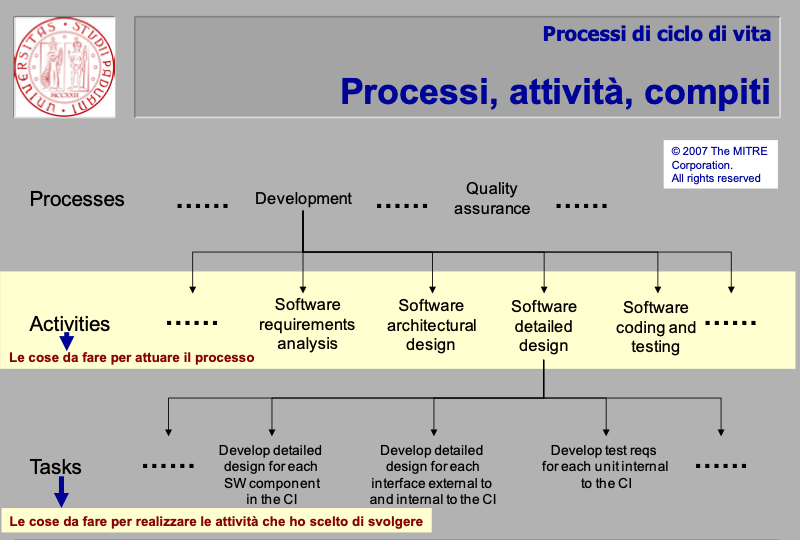 UNIVERSITAS STUDII PADUANI
MCCXXII
Processi di ciclo di vita
Processi, attività, compiti
© 2007 The MITRE
Corporation.
All rights reserved
Processes
......
Development
......
Quality
assurance
......
Activities
......
Software
requirements
analysis
Software
architectural
design
Software
detailed
design
Software
coding and
testing
......
Le cose da fare per attuare il processo
Tasks
......
Develop detailed
design for each
SW component
in the CI
Develop detailed
design for each
interface external to
and internal to the CI
Develop test reqs
for each unit internal
to the CI
......
Le cose da fare per realizzare le attività che ho scelto di svolgere